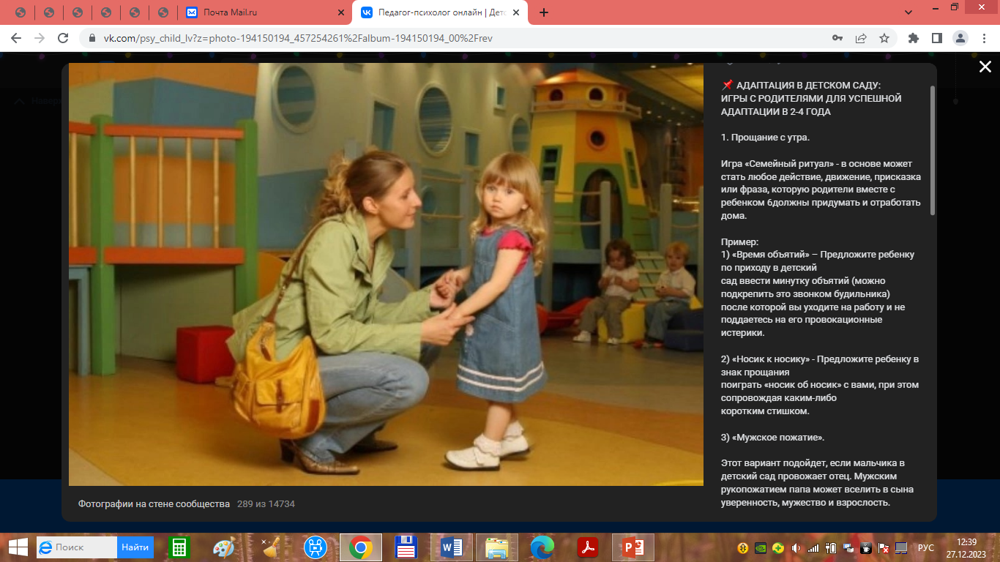 Почта Mail.ru
Педагог-психолог онлайн | Детс
vk.com/psy_child_lv?z=photo-194150194_457254261%2Falbum-194150194_00%2Frev
📌 АДАПТАЦИЯ В ДЕТСКОМ САДУ:
ИГРЫ С РОДИТЕЛЯМИ ДЛЯ УСПЕШНОЙ
АДАПТАЦИИ В 2-4 ГОДА
1. Прощание с утра.
Игра «Семейный ритуал» - в основе может
стать любое действие, движение, присказка
или фраза, которую родители вместе с
ребенком бдолжны придумать и отработать
дома.
Пример:
1) «Время объятий» – Предложите ребенку
по приходу в детский
сад ввести минутку объятий (можно
подкрепить это звонком будильника)
после которой вы уходите на работу и не
поддаетесь на его провокационные
истерики.
2) «Носик к носику» - Предложите ребенку в
знак прощания
поиграть «носик об носик» с вами, при этом
сопровождая каким-либо
коротким стишком.
3) «Мужское пожатие».
Этот вариант подойдет, если мальчика в
детский сад провожает отец. Мужским
рукопожатием папа может вселить в сына
уверенность, мужество и взрослость.
Фотографии на стене сообщества 289 из 14734
Поиск
Найти
РУС
12:39
27.12.2023